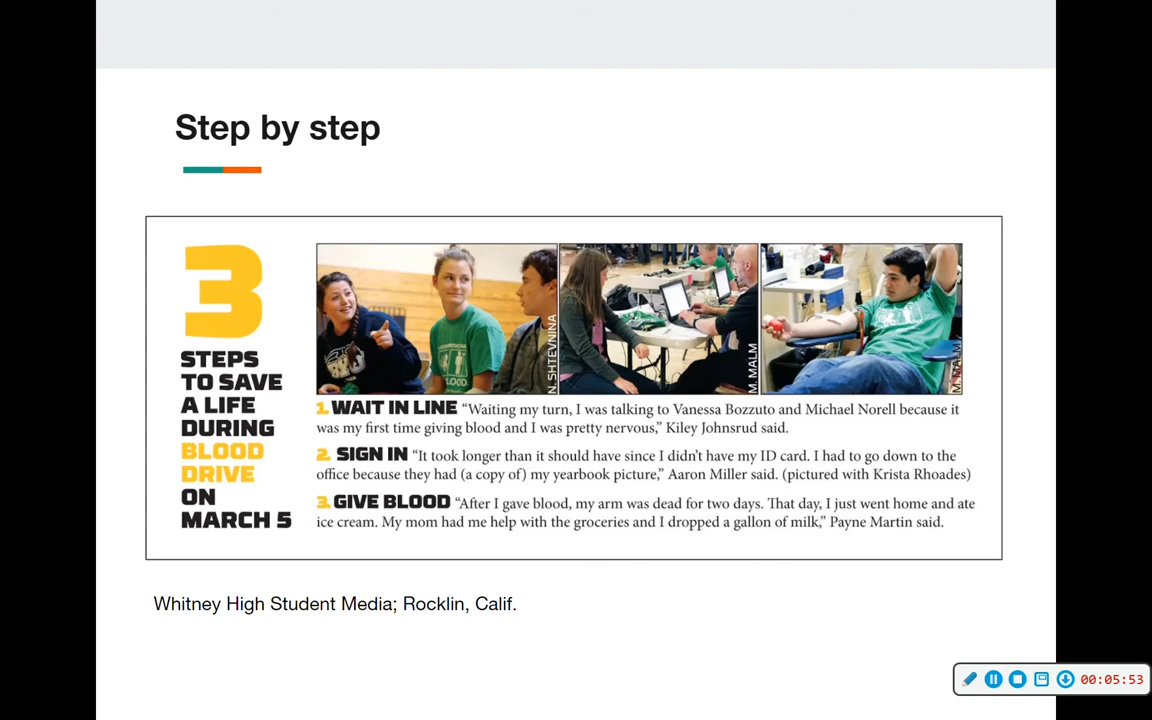 Step by step
3
STEPS
TO SAVE
A LIFE
DURING
BLOOD
DRIVE
ON
MARCH 5
N. SHTEVNINA
M. MALM
M. MALM
1. WAIT IN LINE “Waiting my turn, I was talking to Vanessa Bozzuto and Michael Norell because it
was my first time giving blood and I was pretty nervous,” Kiley Johnsrud said.
2. SIGN IN “It took longer than it should have since I didn’t have my ID card. I had to go down to the
office because they had (a copy of) my yearbook picture,” Aaron Miller said. (pictured with Krista Rhoades)
3. GIVE BLOOD “After I gave blood, my arm was dead for two days. That day, I just went home and ate
ice cream. My mom had me help with the groceries and I dropped a gallon of milk,” Payne Martin said.
Whitney High Student Media; Rocklin, Calif.
00:05:53